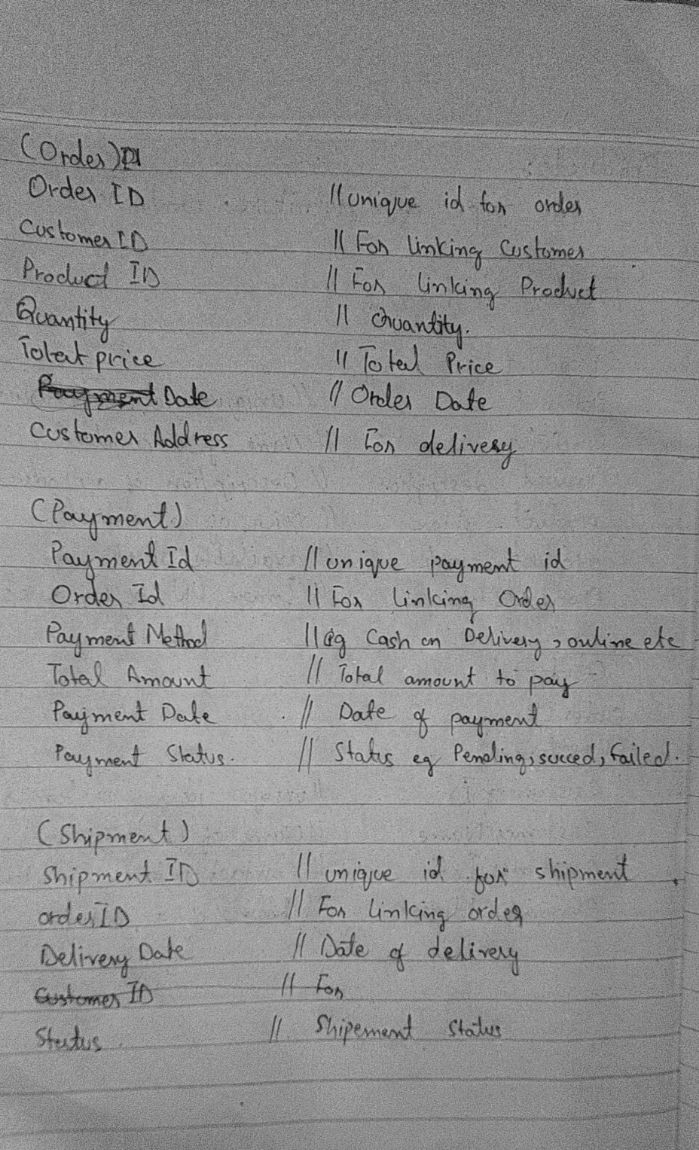 (Order)
Order ID // unique id for order
Customer ID // For linking Customer
Product ID // For linking Product
Quantity // Quantity.
Total price // Total Price
Payment Date // Order Date
Customer Address // For delivery
(Payment)
Payment Id // unique payment id
Order Id // For linking Order
Payment Method // eg Cash on Delivery, online etc
Total Amount // Total amount to pay
Payment Date // Date of payment
Payment Status. // Status eg Pending, succed, Failed.
(Shipment)
Shipment ID // unique id for shipment
order ID // For linking order
Delivery Date // Date of delivery
Customer ID // For
Status // Shipement Status